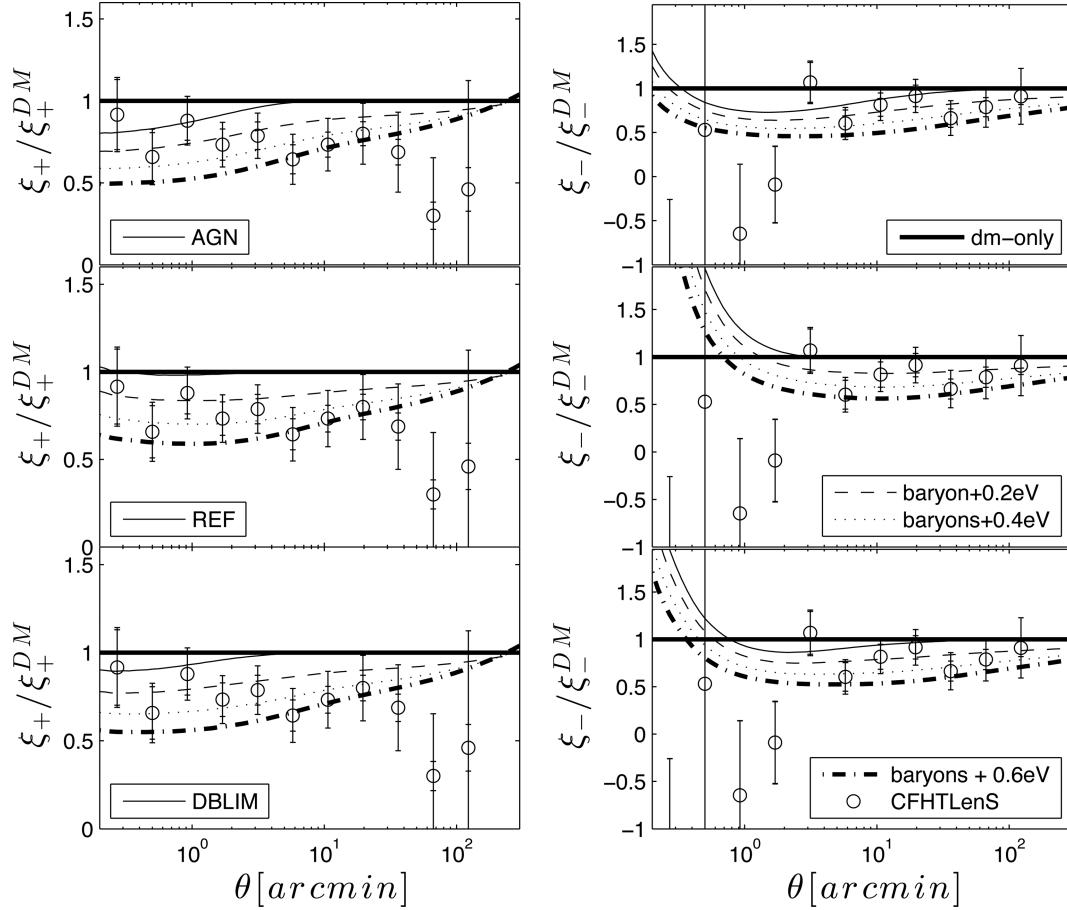 1.5
1
0.5
0
ξ+/ξ+^DM
AGN
1.5
1
0.5
0
−0.5
−1
ξ−/ξ−^DM
dm−only
1.5
1
0.5
0
ξ+/ξ+^DM
REF
1.5
1
0.5
0
−0.5
−1
ξ−/ξ−^DM
baryon+0.2eV
baryons+0.4eV
1.5
1
0.5
0
ξ+/ξ+^DM
DBLIM
10^0 10^1 10^2
θ[arcmin]
1.5
1
0.5
0
−0.5
−1
ξ−/ξ−^DM
baryons + 0.6eV
CFHTLenS
10^0 10^1 10^2
θ[arcmin]